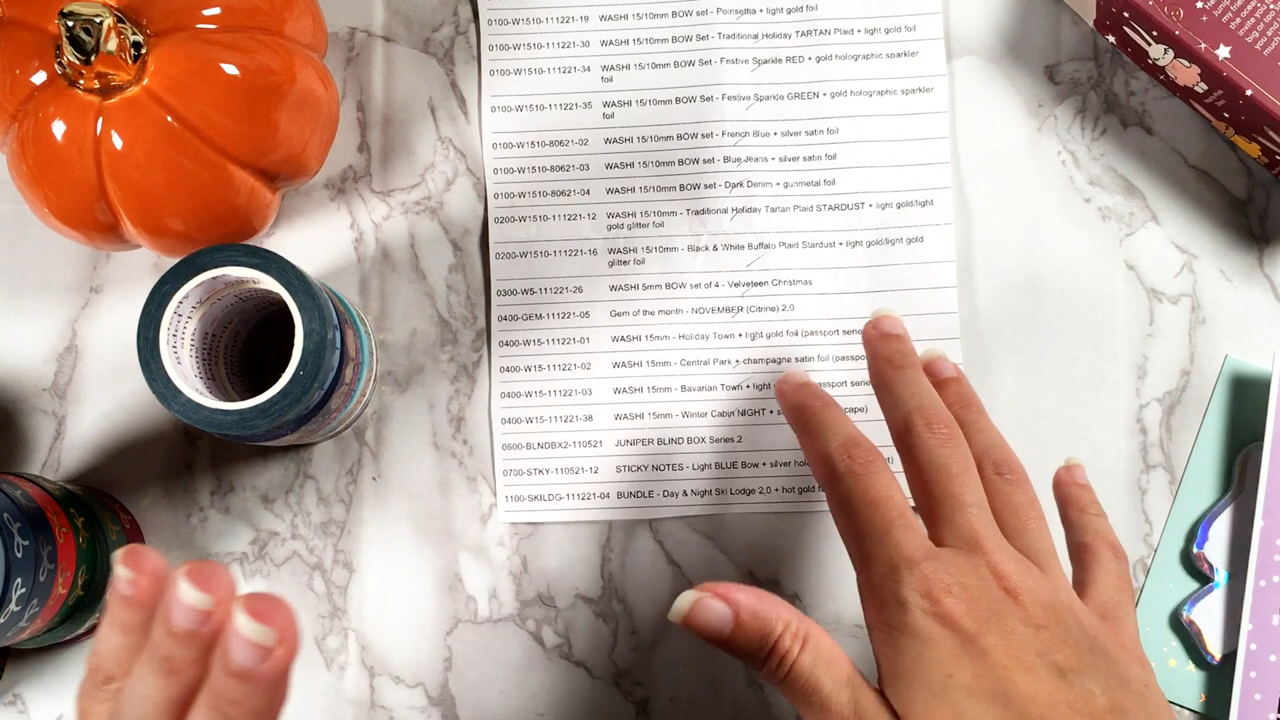 0100-W1510-111221-19 WASHI 15/10mm BOW set - Poinsettia + light gold foil
0100-W1510-111221-30 WASHI 15/10mm BOW Set - Traditional Holiday TARTAN Plaid + light gold foil
0100-W1510-111221-34 WASHI 15/10mm BOW Set - Festive Sparkle RED + gold holographic sparkler
foil
0100-W1510-111221-35 WASHI 15/10mm BOW Set - Festive Sparkle GREEN + gold holographic sparkler
foil
0100-W1510-80621-02 WASHI 15/10mm BOW set - French Blue + silver satin foil
0100-W1510-80621-03 WASHI 15/10mm BOW set - Blue Jeans + silver satin foil
0100-W1510-80621-04 WASHI 15/10mm BOW set - Dark Denim + gunmetal foil
0200-W1510-111221-12 WASHI 15/10mm - Traditional Holiday Tartan Plaid STARDUST + light gold/light
gold glitter foil
0200-W1510-111221-16 WASHI 15/10mm - Black & White Buffalo Plaid Stardust + light gold/light gold
glitter foil
0300-W5-111221-26 WASHI 5mm BOW set of 4 - Velveteen Christmas
0400-GEM-111221-05 Gem of the month - NOVEMBER (Citrine) 2.0
0400-W15-111221-01 WASHI 15mm - Holiday Town + light gold foil (passport serie
0400-W15-111221-02 WASHI 15mm - Central Park + champagne satin foil (passpo
0400-W15-111221-03 WASHI 15mm - Bavarian Town + light passport serie
0400-W15-111221-38 WASHI 15mm - Winter Cabin NIGHT + s cape)
0600-BLNDBX2-110521 JUNIPER BLIND BOX Series 2
0700-STKY-110521-12 STICKY NOTES - Light BLUE Bow + silver holo t)
1100-SKILDG-111221-04 BUNDLE - Day & Night Ski Lodge 2.0 + hot gold f